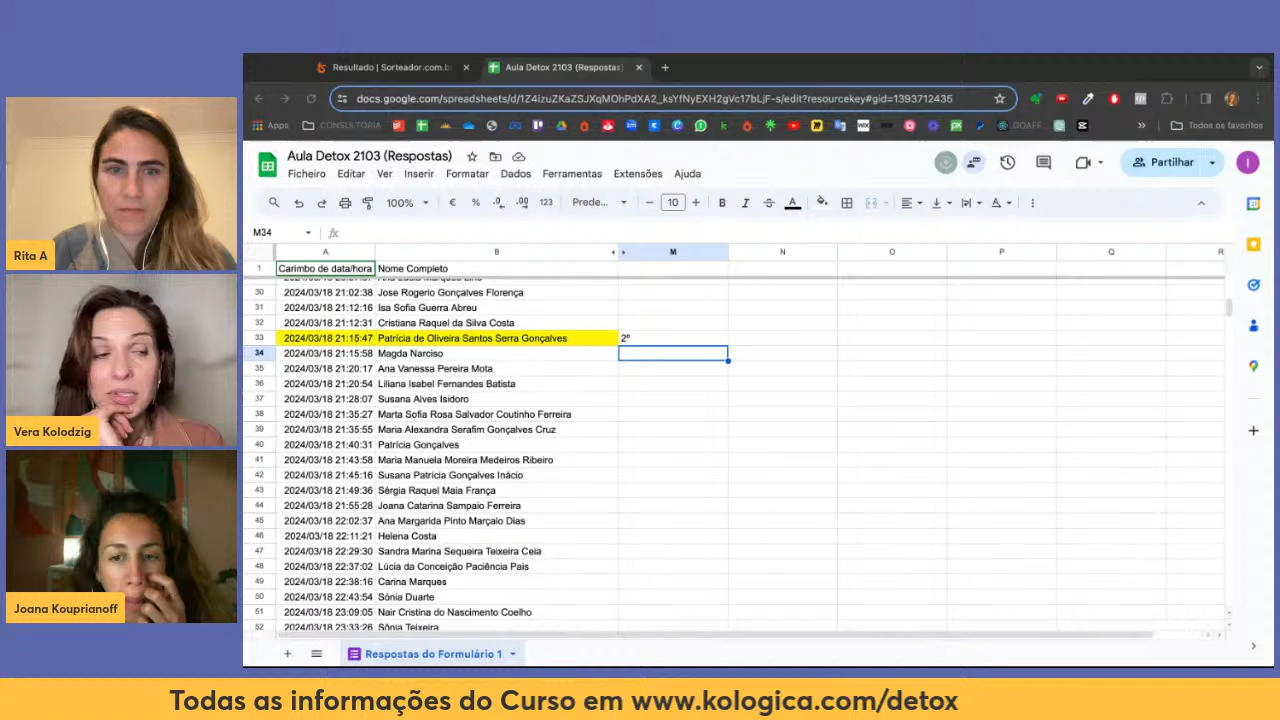 Resultado | Sorteador.com.b
Aula Detox 2103 (Respostas)
docs.google.com/spreadsheets/d/1Z4izuZKaZSJXqMOhPdXA2_ksYfNyEXH2gVc17bLjF-s/edit?resourcekey#gid=1393712435
Apps
CONSULTORIA
GOAFF
Todos os favoritos
Aula Detox 2103 (Respostas)
Ficheiro Editar Ver Inserir Formatar Dados Ferramentas Extensões Ajuda
Partilhar
I
100% € % .0 .00 123 Prede... 10 B I A
M34 fx
A B M N O P Q R
1 Carimbo de data/hora Nome Completo
30 2024/03/18 21:02:38 Jose Rogerio Gonçalves Florença
31 2024/03/18 21:12:16 Isa Sofia Guerra Abreu
32 2024/03/18 21:12:31 Cristiana Raquel da Silva Costa
33 2024/03/18 21:15:47 Patrícia de Oliveira Santos Serra Gonçalves 2º
34 2024/03/18 21:15:58 Magda Narciso
35 2024/03/18 21:20:17 Ana Vanessa Pereira Mota
36 2024/03/18 21:20:54 Liliana Isabel Fernandes Batista
37 2024/03/18 21:28:07 Susana Alves Isidoro
38 2024/03/18 21:35:27 Marta Sofia Rosa Salvador Coutinho Ferreira
39 2024/03/18 21:35:55 Maria Alexandra Serafim Gonçalves Cruz
40 2024/03/18 21:40:31 Patrícia Gonçalves
41 2024/03/18 21:43:58 Maria Manuela Moreira Medeiros Ribeiro
42 2024/03/18 21:45:16 Susana Patrícia Gonçalves Inácio
43 2024/03/18 21:49:36 Sérgia Raquel Maia França
44 2024/03/18 21:55:28 Joana Catarina Sampaio Ferreira
45 2024/03/18 22:02:37 Ana Margarida Pinto Marçalo Dias
46 2024/03/18 22:11:21 Helena Costa
47 2024/03/18 22:29:30 Sandra Marina Sequeira Teixeira Ceia
48 2024/03/18 22:37:02 Lúcia da Conceição Paciência Pais
49 2024/03/18 22:38:16 Carina Marques
50 2024/03/18 22:43:54 Sónia Duarte
51 2024/03/18 23:09:05 Nair Cristina do Nascimento Coelho
52 2024/03/18 23:33:26 Sônia Teixeira
Respostas do Formulário 1
Rita A
Vera Kolodzig
Joana Kouprianoff
Todas as informações do Curso em www.kologica.com/detox